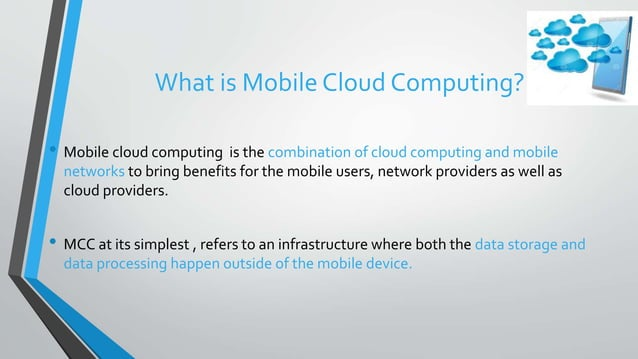 What is Mobile Cloud Computing?
• Mobile cloud computing  is the combination of cloud computing and mobile
networks to bring benefits for the mobile users, network providers as well as
cloud providers.
• MCC at its simplest , refers to an infrastructure where both the data storage and
data processing happen outside of the mobile device.